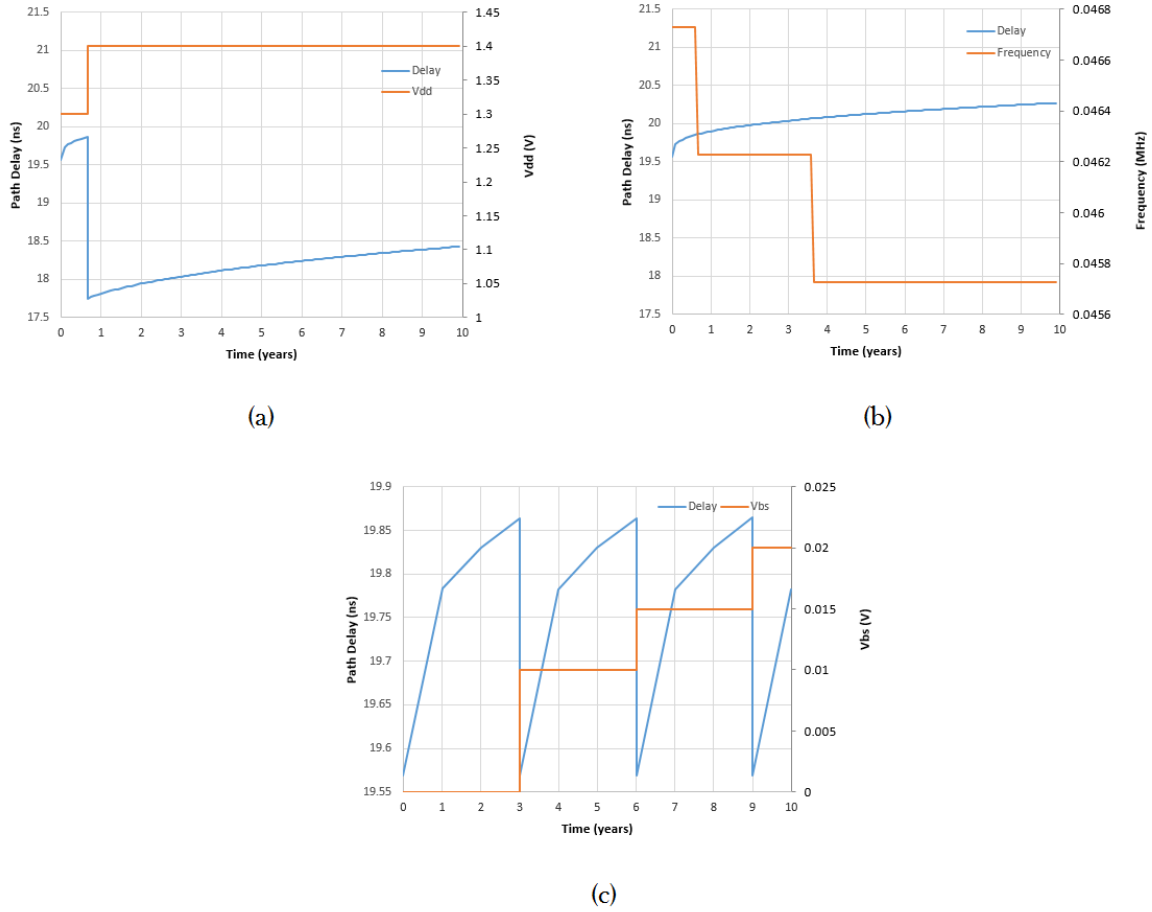 21.5
21
20.5
20
19.5
19
18.5
18
17.5
Path Delay (ns)
0 1 2 3 4 5 6 7 8 9 10
Time (years)
1.45
1.4
1.35
1.3
1.25
1.2
1.15
1.1
1.05
1
Vdd (V)
Delay
Vdd
(a)
21.5
21
20.5
20
19.5
19
18.5
18
17.5
Path Delay (ns)
0 1 2 3 4 5 6 7 8 9 10
Time (years)
0.0468
0.0466
0.0464
0.0462
0.046
0.0458
0.0456
Frequency (MHz)
Delay
Frequency
(b)
19.9
19.85
19.8
19.75
19.7
19.65
19.6
19.55
Path Delay (ns)
0 1 2 3 4 5 6 7 8 9 10
Time (years)
0.025
0.02
0.015
0.01
0.005
0
Vbs (V)
Delay Vbs
(c)